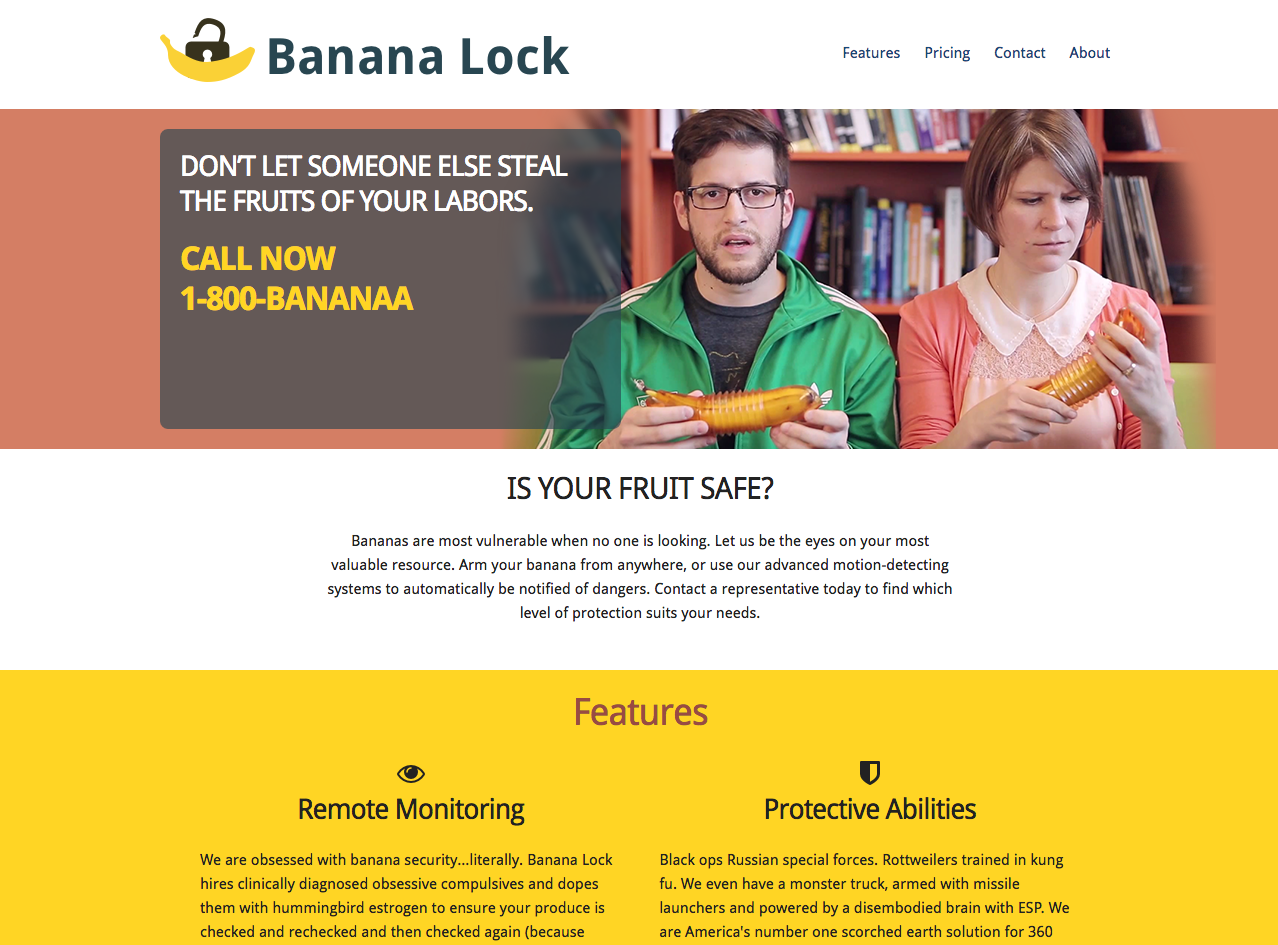 Banana Lock
Features Pricing Contact About
DON'T LET SOMEONE ELSE STEAL
THE FRUITS OF YOUR LABORS.
CALL NOW
1-800-BANANAA
IS YOUR FRUIT SAFE?
Bananas are most vulnerable when no one is looking. Let us be the eyes on your most
valuable resource. Arm your banana from anywhere, or use our advanced motion-detecting
systems to automatically be notified of dangers. Contact a representative today to find which
level of protection suits your needs.
Features
Remote Monitoring
We are obsessed with banana security...literally. Banana Lock
hires clinically diagnosed obsessive compulsives and dopes
them with hummingbird estrogen to ensure your produce is
checked and rechecked and then checked again (because
Protective Abilities
Black ops Russian special forces. Rottweilers trained in kung
fu. We even have a monster truck, armed with missile
launchers and powered by a disembodied brain with ESP. We
are America's number one scorched earth solution for 360